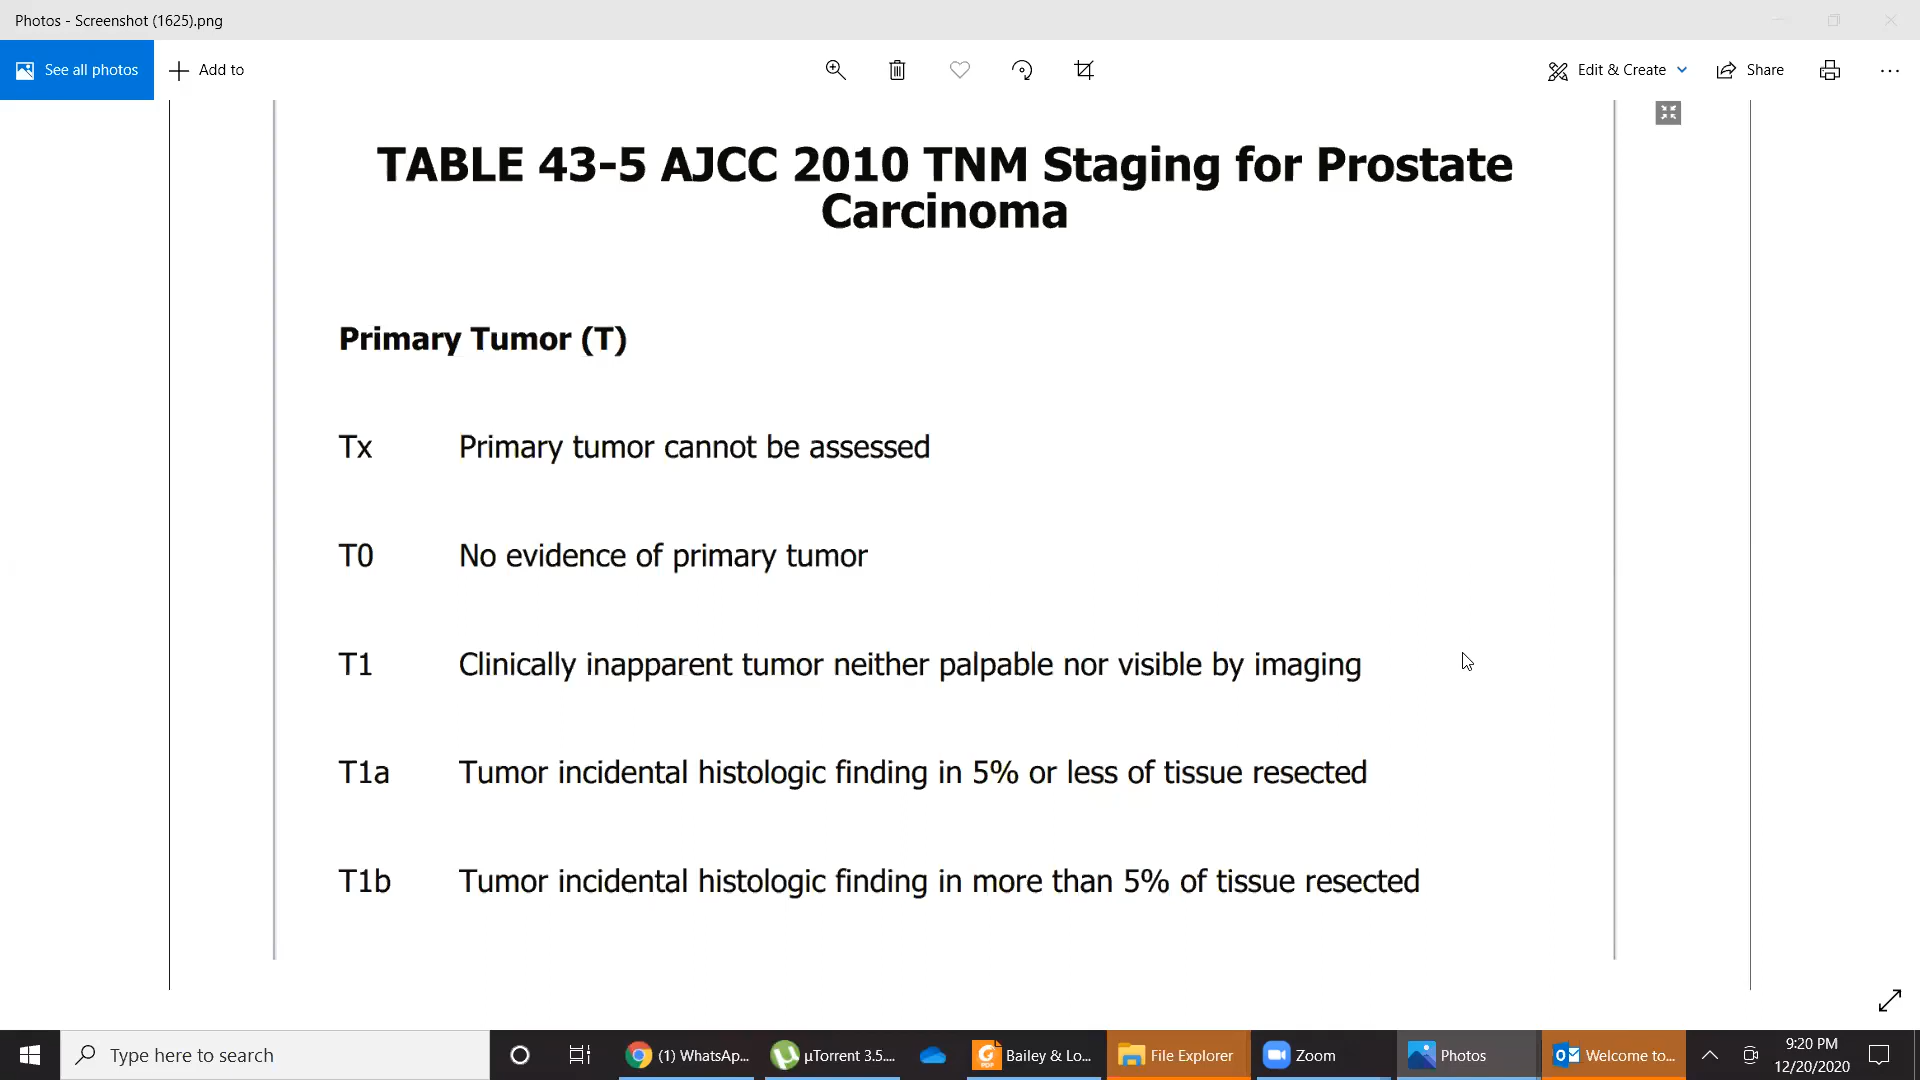 Photos - Screenshot (1625).png
See all photos
Add to
Edit & Create
Share
TABLE 43-5 AJCC 2010 TNM Staging for Prostate
Carcinoma
Primary Tumor (T)
Tx Primary tumor cannot be assessed
T0 No evidence of primary tumor
T1 Clinically inapparent tumor neither palpable nor visible by imaging
T1a Tumor incidental histologic finding in 5% or less of tissue resected
T1b Tumor incidental histologic finding in more than 5% of tissue resected
Type here to search
(1) WhatsAp...
µTorrent 3.5....
Bailey & Lo...
File Explorer
Zoom
Photos
Welcome to...
9:20 PM
12/20/2020